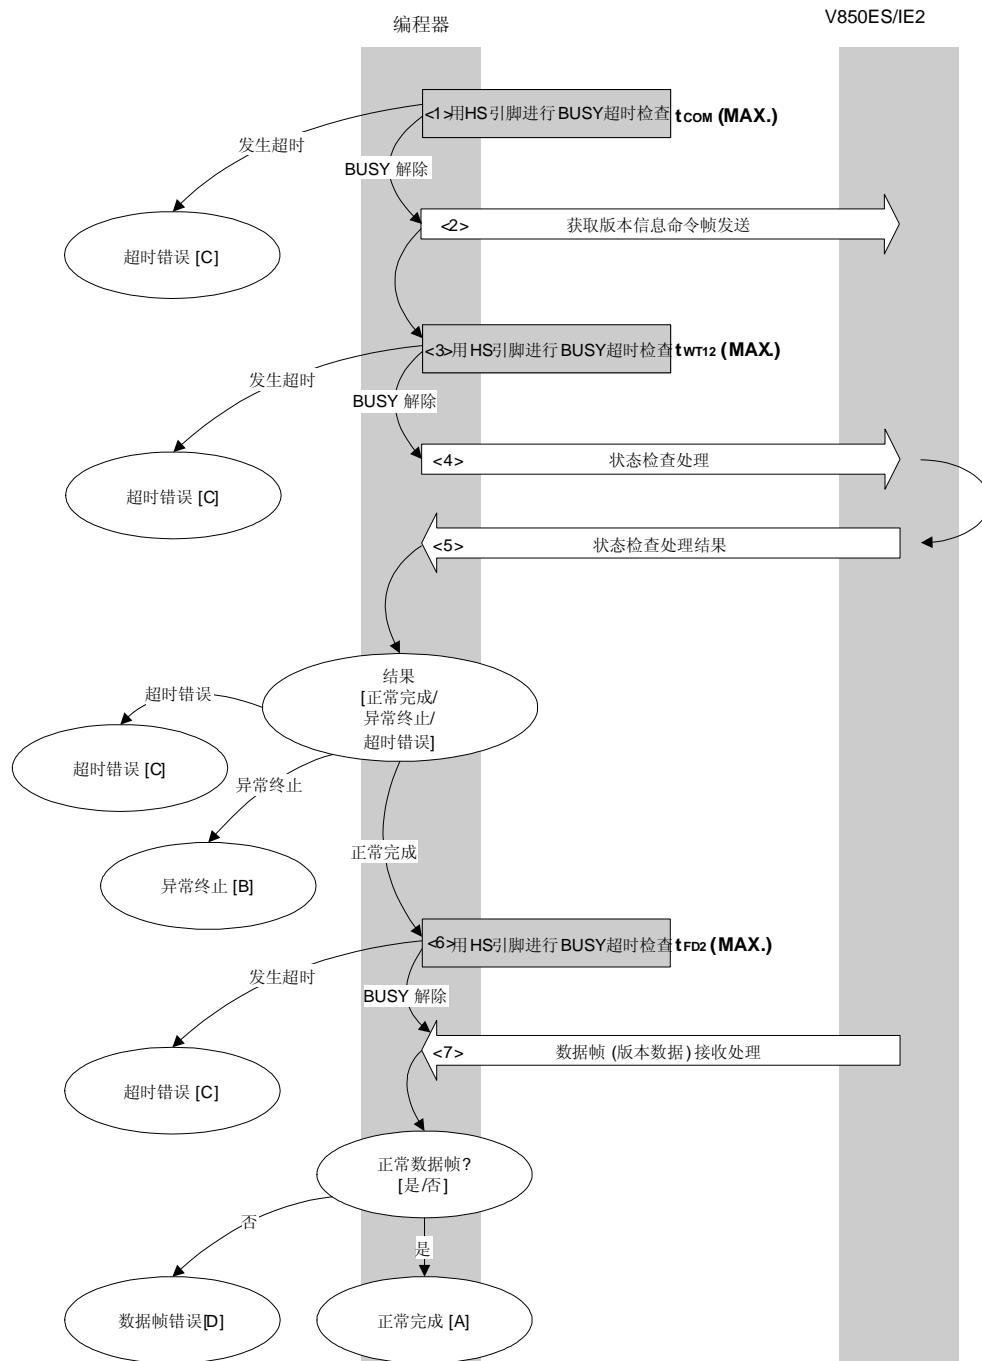 编程器
V850ES/IE2
<1>用HS引脚进行BUSY超时检查 tCOM (MAX.)
发生超时
BUSY 解除
<2> 获取版本信息命令帧发送
超时错误 [C]
<3>用HS引脚进行BUSY超时检查 tWT12 (MAX.)
发生超时
BUSY 解除
<4> 状态检查处理
超时错误 [C]
<5> 状态检查处理结果
结果
[正常完成/
异常终止/
超时错误]
超时错误
超时错误 [C]
异常终止
正常完成
异常终止 [B]
<6>用HS引脚进行BUSY超时检查 tFD2 (MAX.)
发生超时
BUSY 解除
<7> 数据帧 (版本数据) 接收处理
超时错误 [C]
正常数据帧?
[是/否]
否
是
数据帧错误[D]
正常完成 [A]